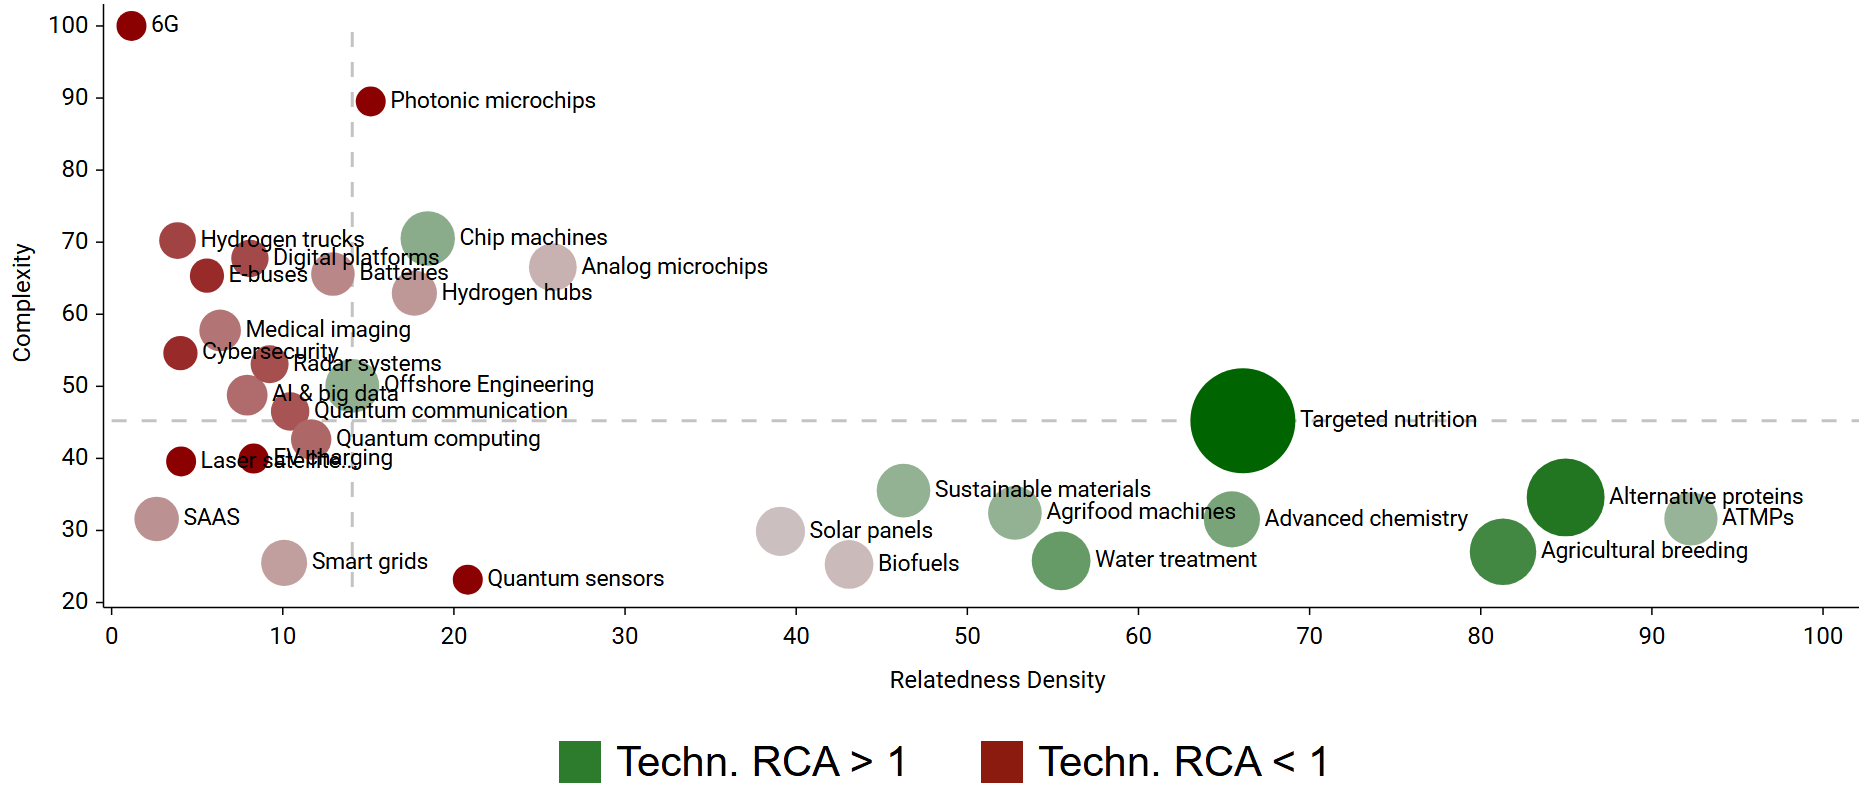 100
6G
90
Photonic microchips
80
70
Hydrogen trucks
Chip machines
Digital platforms
Analog microchips
E-buses
Batteries
Hydrogen hubs
60
Medical imaging
Cybersecurity
Radar systems
50
Offshore Engineering
AI & big data
Quantum communication
Targeted nutrition
Quantum computing
40
Laser satellite...
EV charging
Sustainable materials
Alternative proteins
Agrifood machines
SAAS
Advanced chemistry
ATMPs
30
Solar panels
Agricultural breeding
Smart grids
Biofuels
Water treatment
Quantum sensors
20
Complexity
0 10 20 30 40 50 60 70 80 90 100
Relatedness Density
Techn. RCA > 1
Techn. RCA < 1